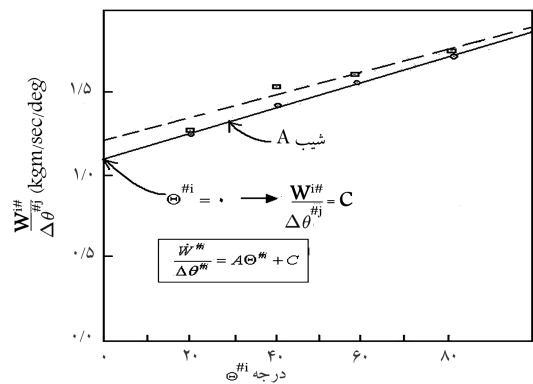 ۱/۵
۱/۰
۰/۵
۰/۰
W^i# / Δθ^#j (kgm/sec/deg)
شیب A
Θ^#i = ۰ → W^i# / Δθ^#j = C
Ẇ^#i / Δθ^#i = AΘ^#i + C
۰ ۲۰ ۴۰ ۶۰ ۸۰
درجه Θ^#i